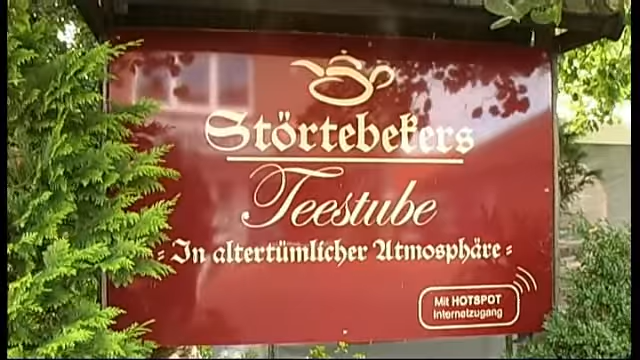 Störtebekers
Teestube
- In altertümlicher Atmosphäre -
Mit HOTSPOT
Internetzugang